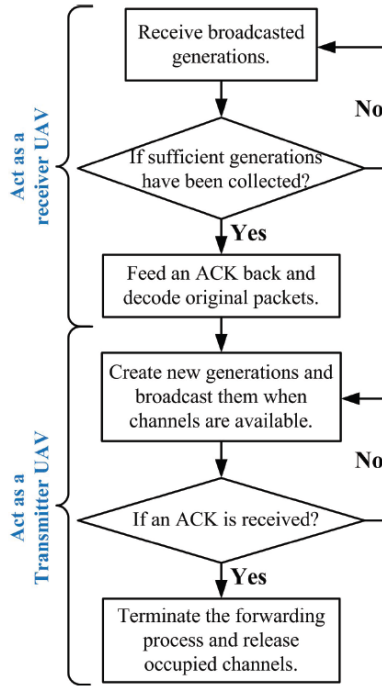 Receive broadcasted
generations.
No
If sufficient generations
have been collected?
Act as a
receiver UAV
Yes
Feed an ACK back and
decode original packets.
Create new generations and
broadcast them when
channels are available.
No
If an ACK is received?
Act as a
Transmitter UAV
Yes
Terminate the forwarding
process and release
occupied channels.